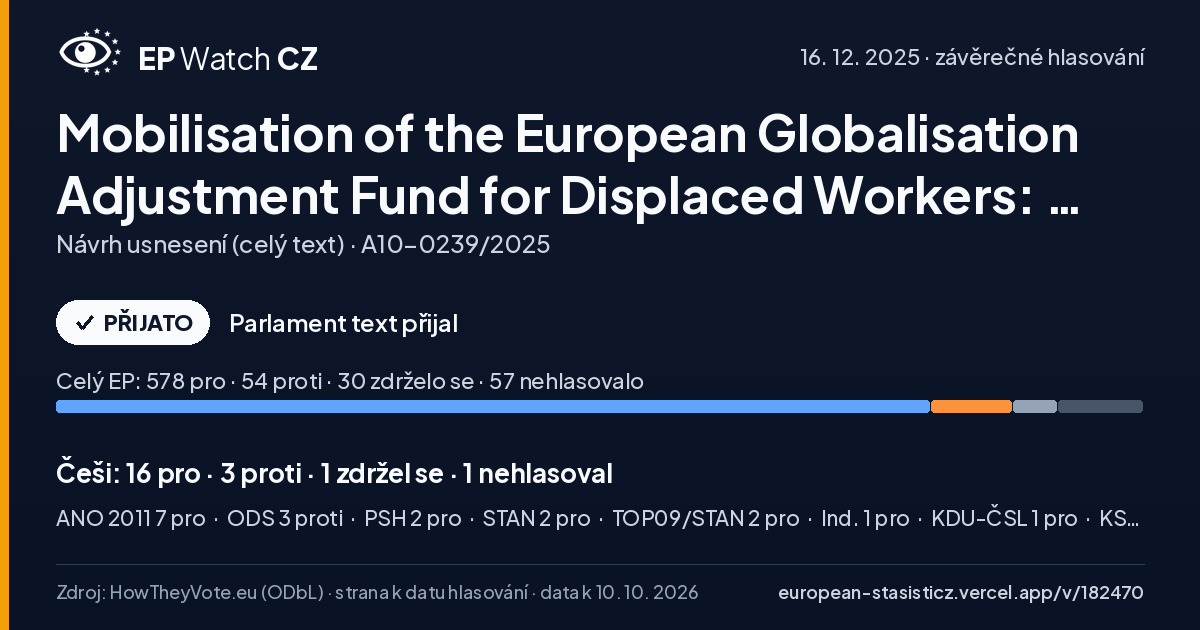 EP Watch CZ
16. 12. 2025 · závěrečné hlasování
Mobilisation of the European Globalisation
Adjustment Fund for Displaced Workers: …
Návrh usnesení (celý text) · A10-0239/2025
✓ PŘIJATO Parlament text přijal
Celý EP: 578 pro · 54 proti · 30 zdrželo se · 57 nehlasovalo
Češi: 16 pro · 3 proti · 1 zdržel se · 1 nehlasoval
ANO 2011 7 pro · ODS 3 proti · PSH 2 pro · STAN 2 pro · TOP09/STAN 2 pro · Ind. 1 pro · KDU-ČSL 1 pro · KS…
Zdroj: HowTheyVote.eu (ODbL) · strana k datu hlasování · data k 10. 10. 2026
european-stasisticz.vercel.app/v/182470